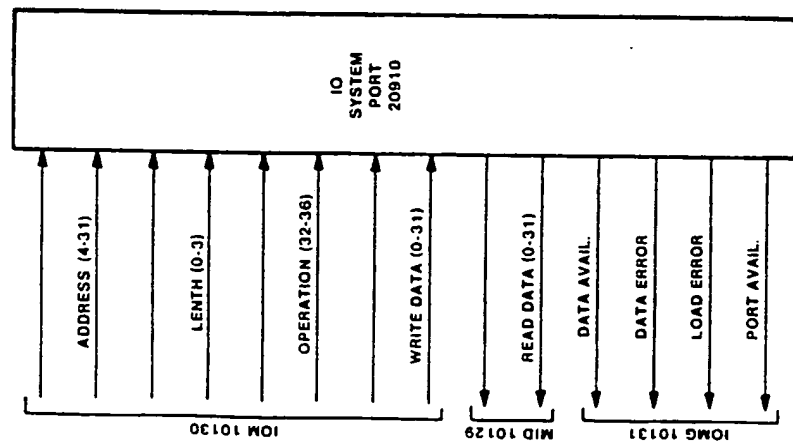 IO
SYSTEM
PORT
20910
ADDRESS (4-31)
LENTH (0-3)
OPERATION (32-36)
WRITE DATA (0-31)
READ DATA (0-31)
DATA AVAIL.
DATA ERROR
LOAD ERROR
PORT AVAIL.
IOM 10130
MID 10129
IOMG 10131